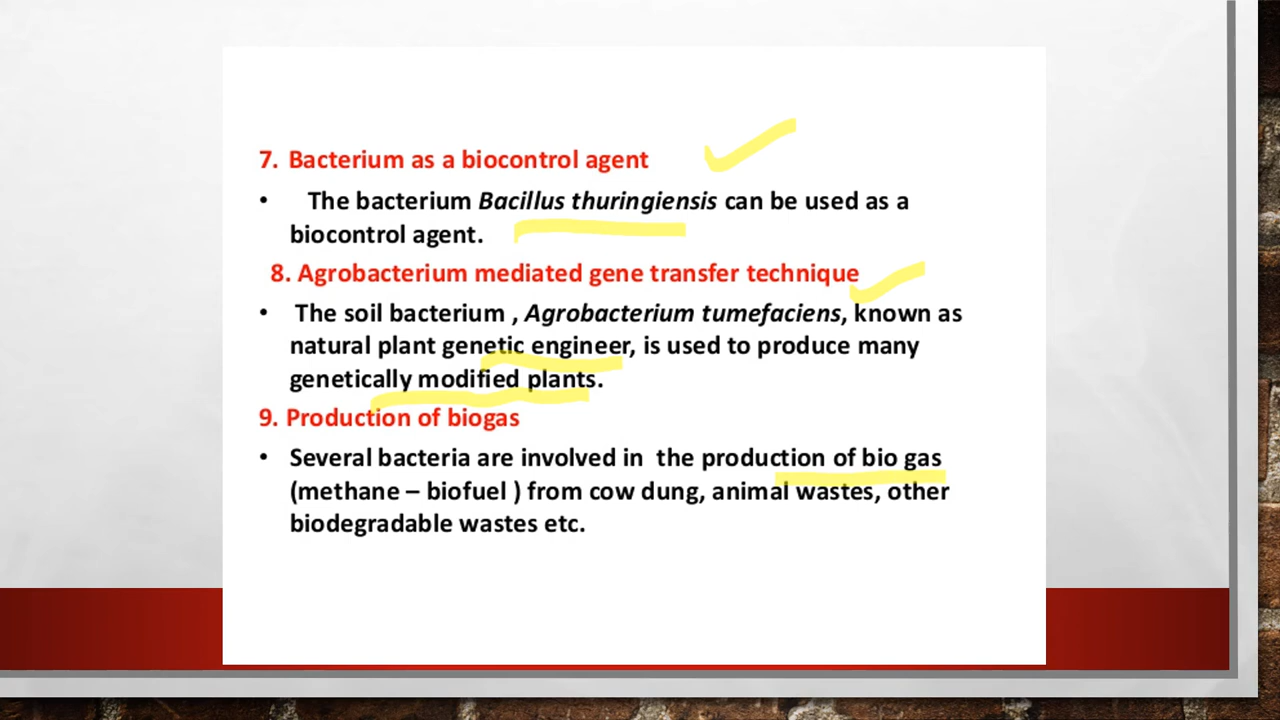 7. Bacterium as a biocontrol agent
• The bacterium Bacillus thuringiensis can be used as a
biocontrol agent.
8. Agrobacterium mediated gene transfer technique
• The soil bacterium , Agrobacterium tumefaciens, known as
natural plant genetic engineer, is used to produce many
genetically modified plants.
9. Production of biogas
• Several bacteria are involved in the production of bio gas
(methane – biofuel ) from cow dung, animal wastes, other
biodegradable wastes etc.